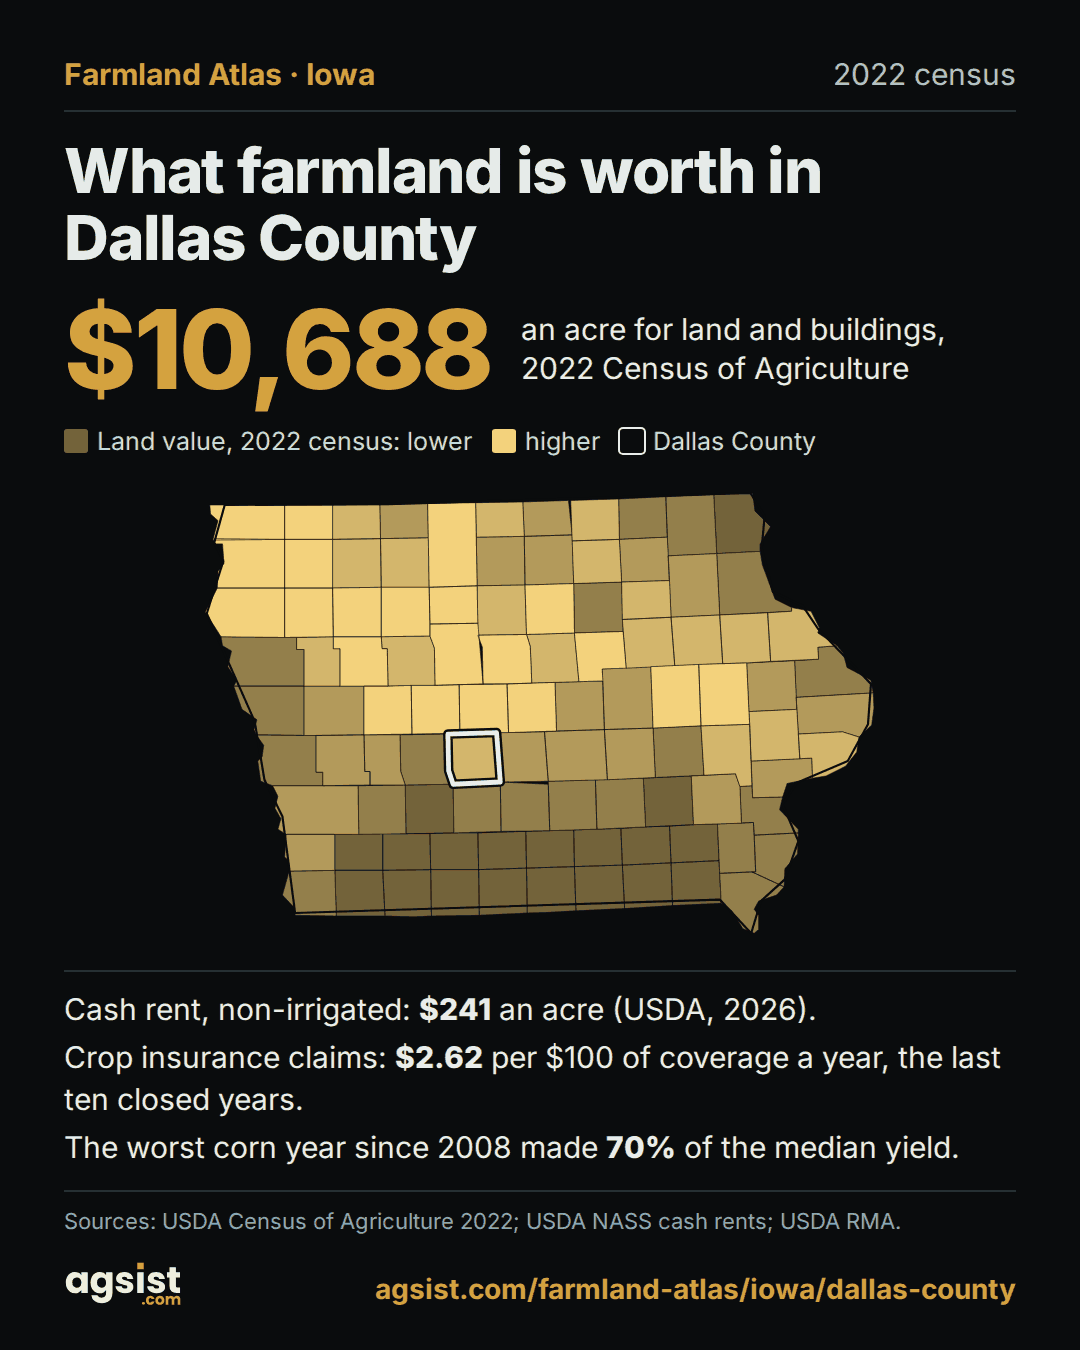 Farmland Atlas · Iowa
2022 census
What farmland is worth in
Dallas County
$10,688
an acre for land and buildings,
2022 Census of Agriculture
Land value, 2022 census: lower
higher
Dallas County
Cash rent, non-irrigated: $241 an acre (USDA, 2026).
Crop insurance claims: $2.62 per $100 of coverage a year, the last
ten closed years.
The worst corn year since 2008 made 70% of the median yield.
Sources: USDA Census of Agriculture 2022; USDA NASS cash rents; USDA RMA.
agsist
.com
agsist.com/farmland-atlas/iowa/dallas-county